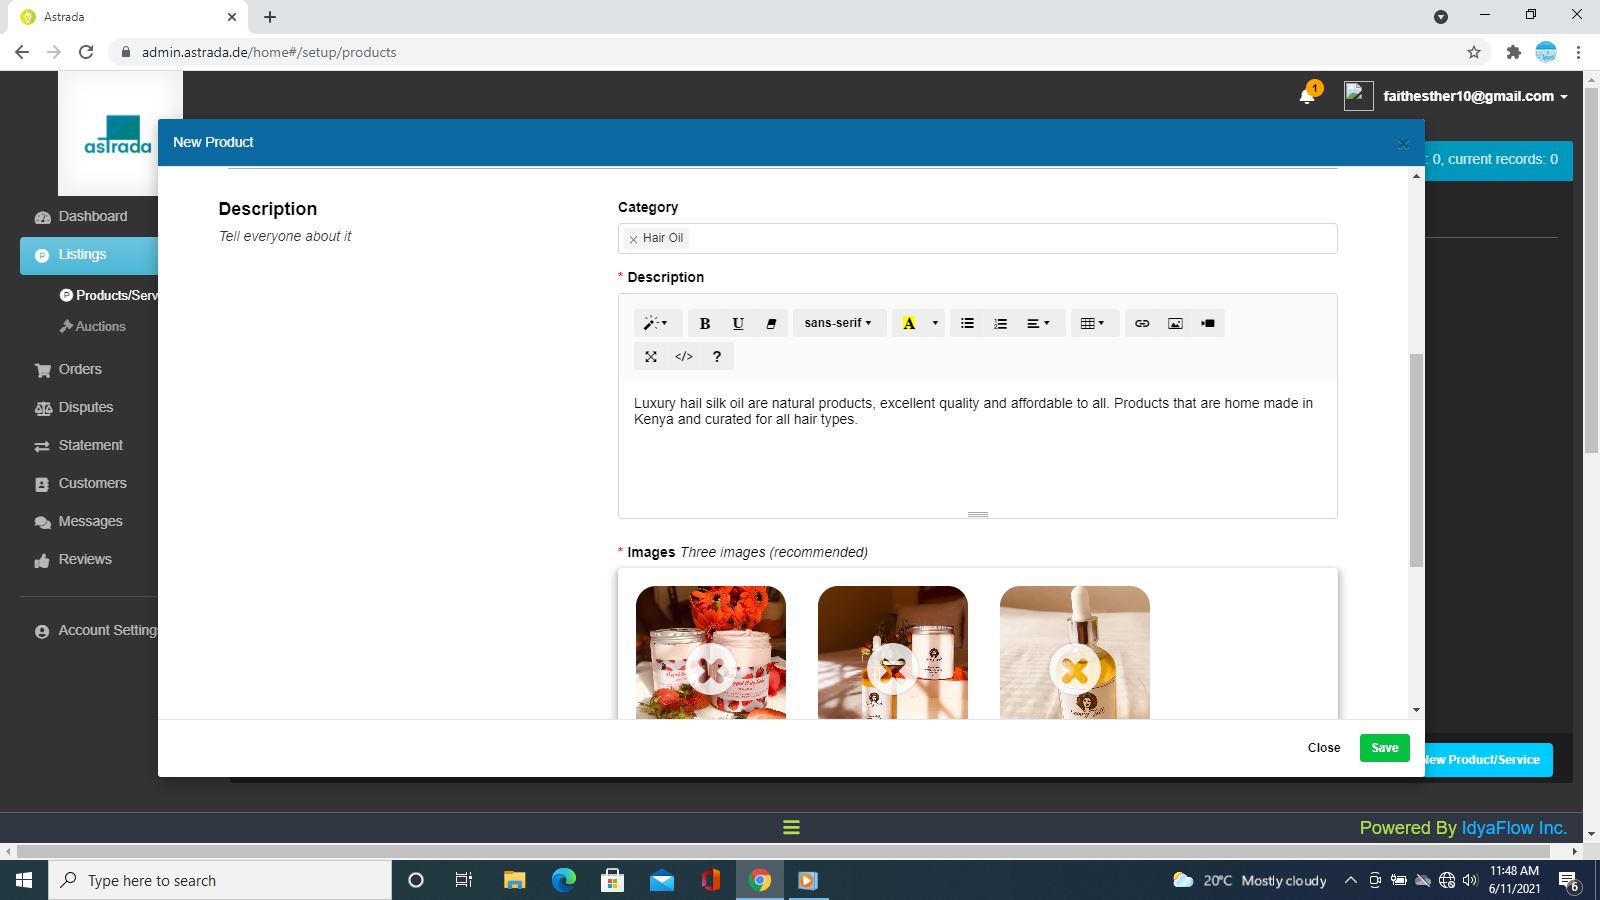 Astrada
admin.astrada.de/home#/setup/products
1
faithesther10@gmail.com
astrada
New Product
: 0, current records: 0
Dashboard
Listings
Products/Serv
Auctions
Orders
Disputes
Statement
Customers
Messages
Reviews
Account Setting
Description
Tell everyone about it
Category
× Hair Oil
* Description
B U sans-serif A
</> ?
Luxury hail silk oil are natural products, excellent quality and affordable to all. Products that are home made in
Kenya and curated for all hair types.
* Images Three images (recommended)
Close
Save
New Product/Service
Powered By IdyaFlow Inc.
Type here to search
20°C Mostly cloudy
11:48 AM
6/11/2021
6